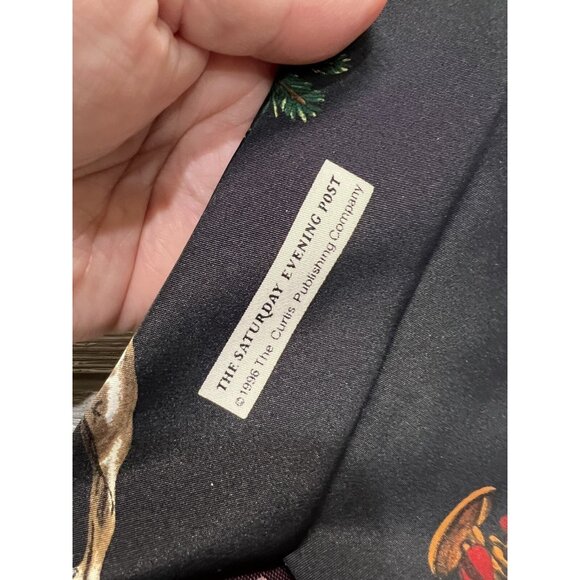 THE SATURDAY EVENING POST
© 1996 The Curtis Publishing Company